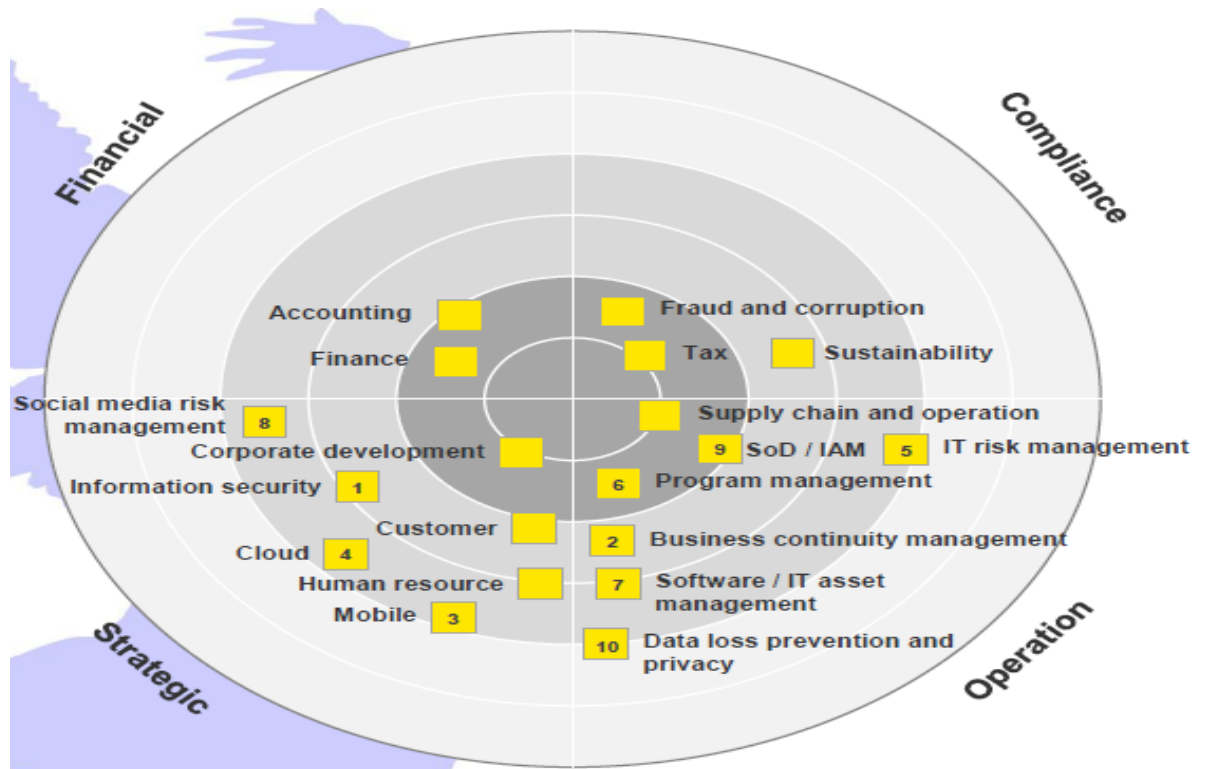 Financial
Compliance
Accounting
Fraud and corruption
Finance
Tax
Sustainability
Social media risk
management
8
Supply chain and operation
Corporate development
9 SoD / IAM
5 IT risk management
Information security 1
6 Program management
Customer
2 Business continuity management
Cloud 4
Human resource
7 Software / IT asset
management
Mobile 3
10 Data loss prevention and
privacy
Strategic
Operation